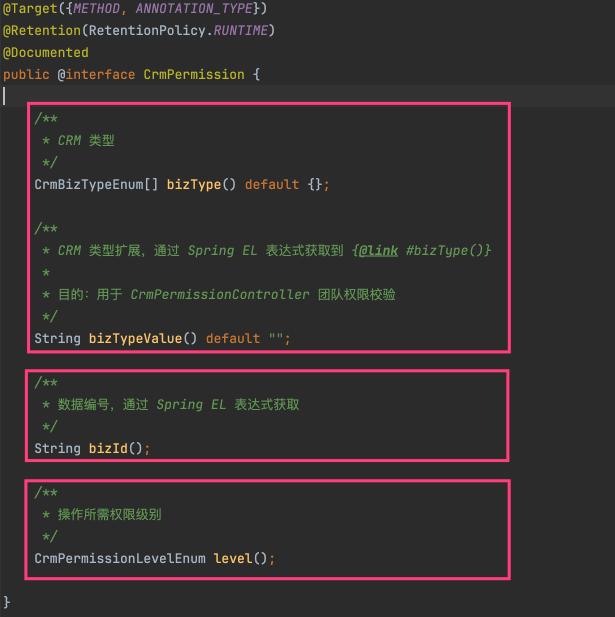 @Target({METHOD, ANNOTATION_TYPE})
@Retention(RetentionPolicy.RUNTIME)
@Documented
public @interface CrmPermission {
/**
* CRM 类型
*/
CrmBizTypeEnum[] bizType() default {};
/**
* CRM 类型扩展，通过 Spring EL 表达式获取到 {@link #bizType()}
*
* 目的：用于 CrmPermissionController 团队权限校验
*/
String bizTypeValue() default "";
/**
* 数据编号，通过 Spring EL 表达式获取
*/
String bizId();
/**
* 操作所需权限级别
*/
CrmPermissionLevelEnum level();
}